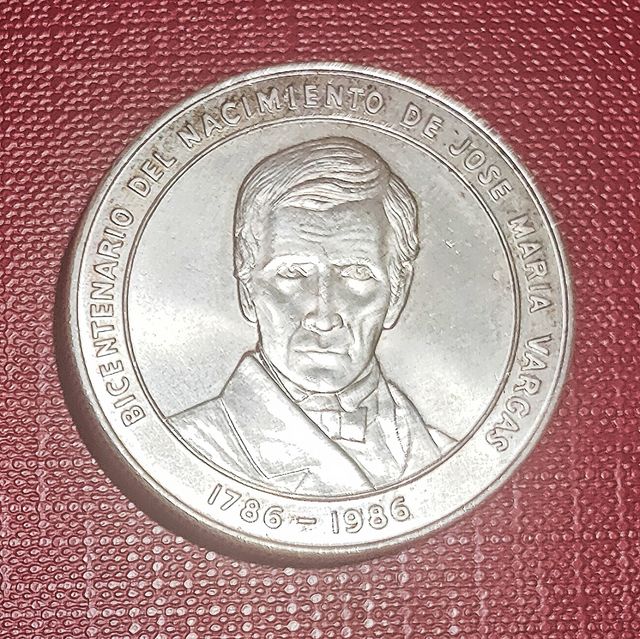 BICENTENARIO DEL NACIMIENTO DE JOSE MARIA VARGAS
1786-1986